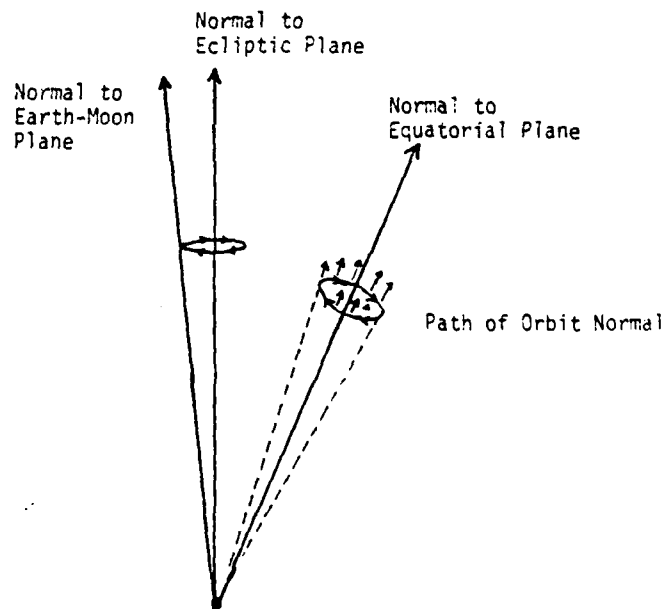 Normal to
Ecliptic Plane
Normal to
Earth-Moon
Plane
Normal to
Equatorial Plane
Path of Orbit Normal